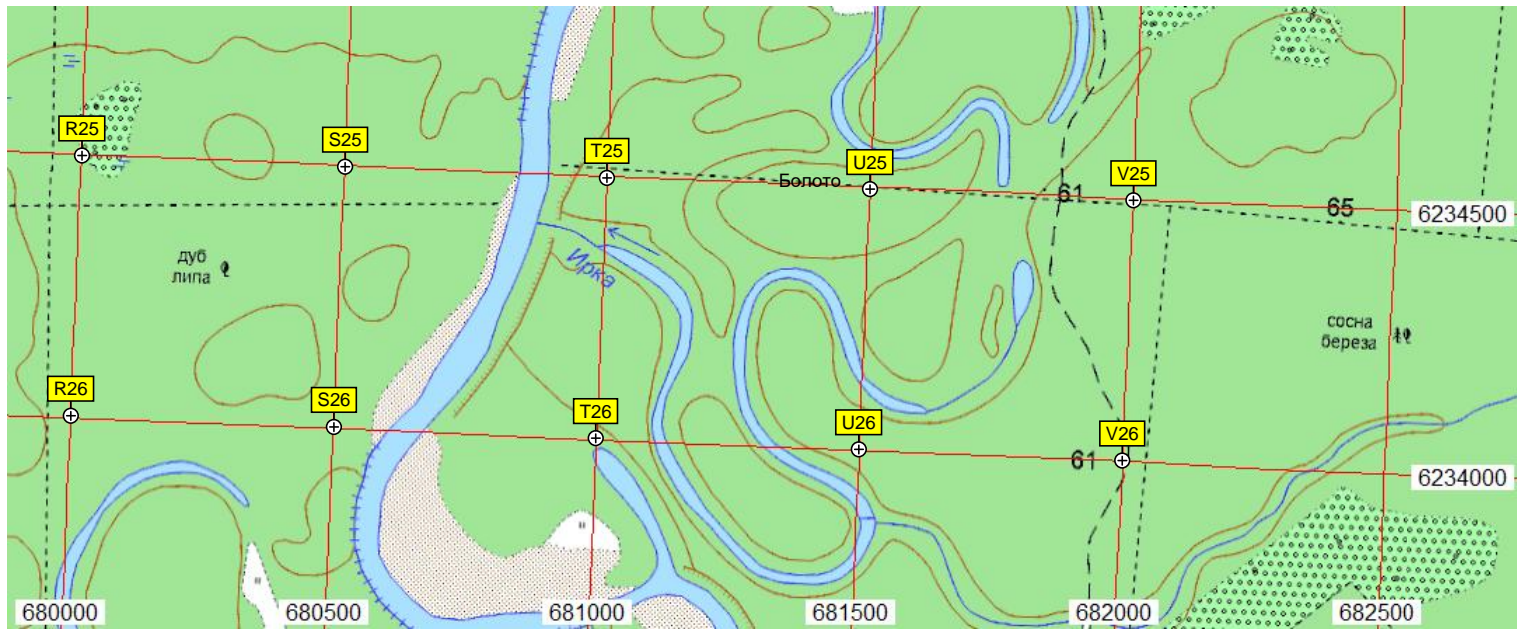 R25
S25
T25
U25
V25
Болото
61
65
6234500
дуб
липа
Ирка
сосна
береза
R26
S26
T26
U26
V26
61
6234000
680000
680500
681000
681500
682000
682500